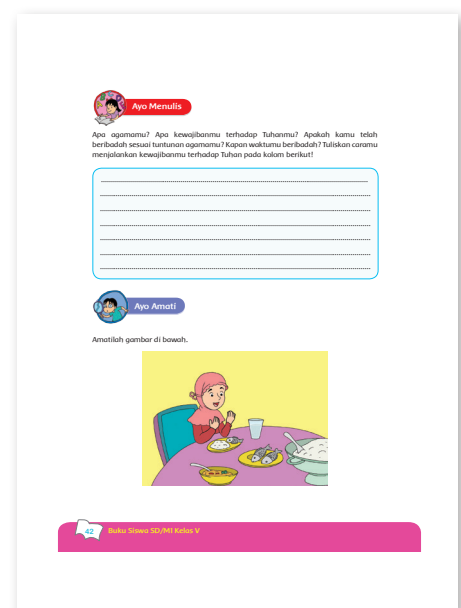 Ayo Menulis
Apa agamamu? Apa kewajibanmu terhadap Tuhanmu? Apakah kamu telah
beribadah sesuai tuntunan agamamu? Kapan waktumu beribadah? Tuliskan caramu
menjalankan kewajibanmu terhadap Tuhan pada kolom berikut!
Ayo Amati
Amatilah gambar di bawah.
42 Buku Siswa SD/MI Kelas V